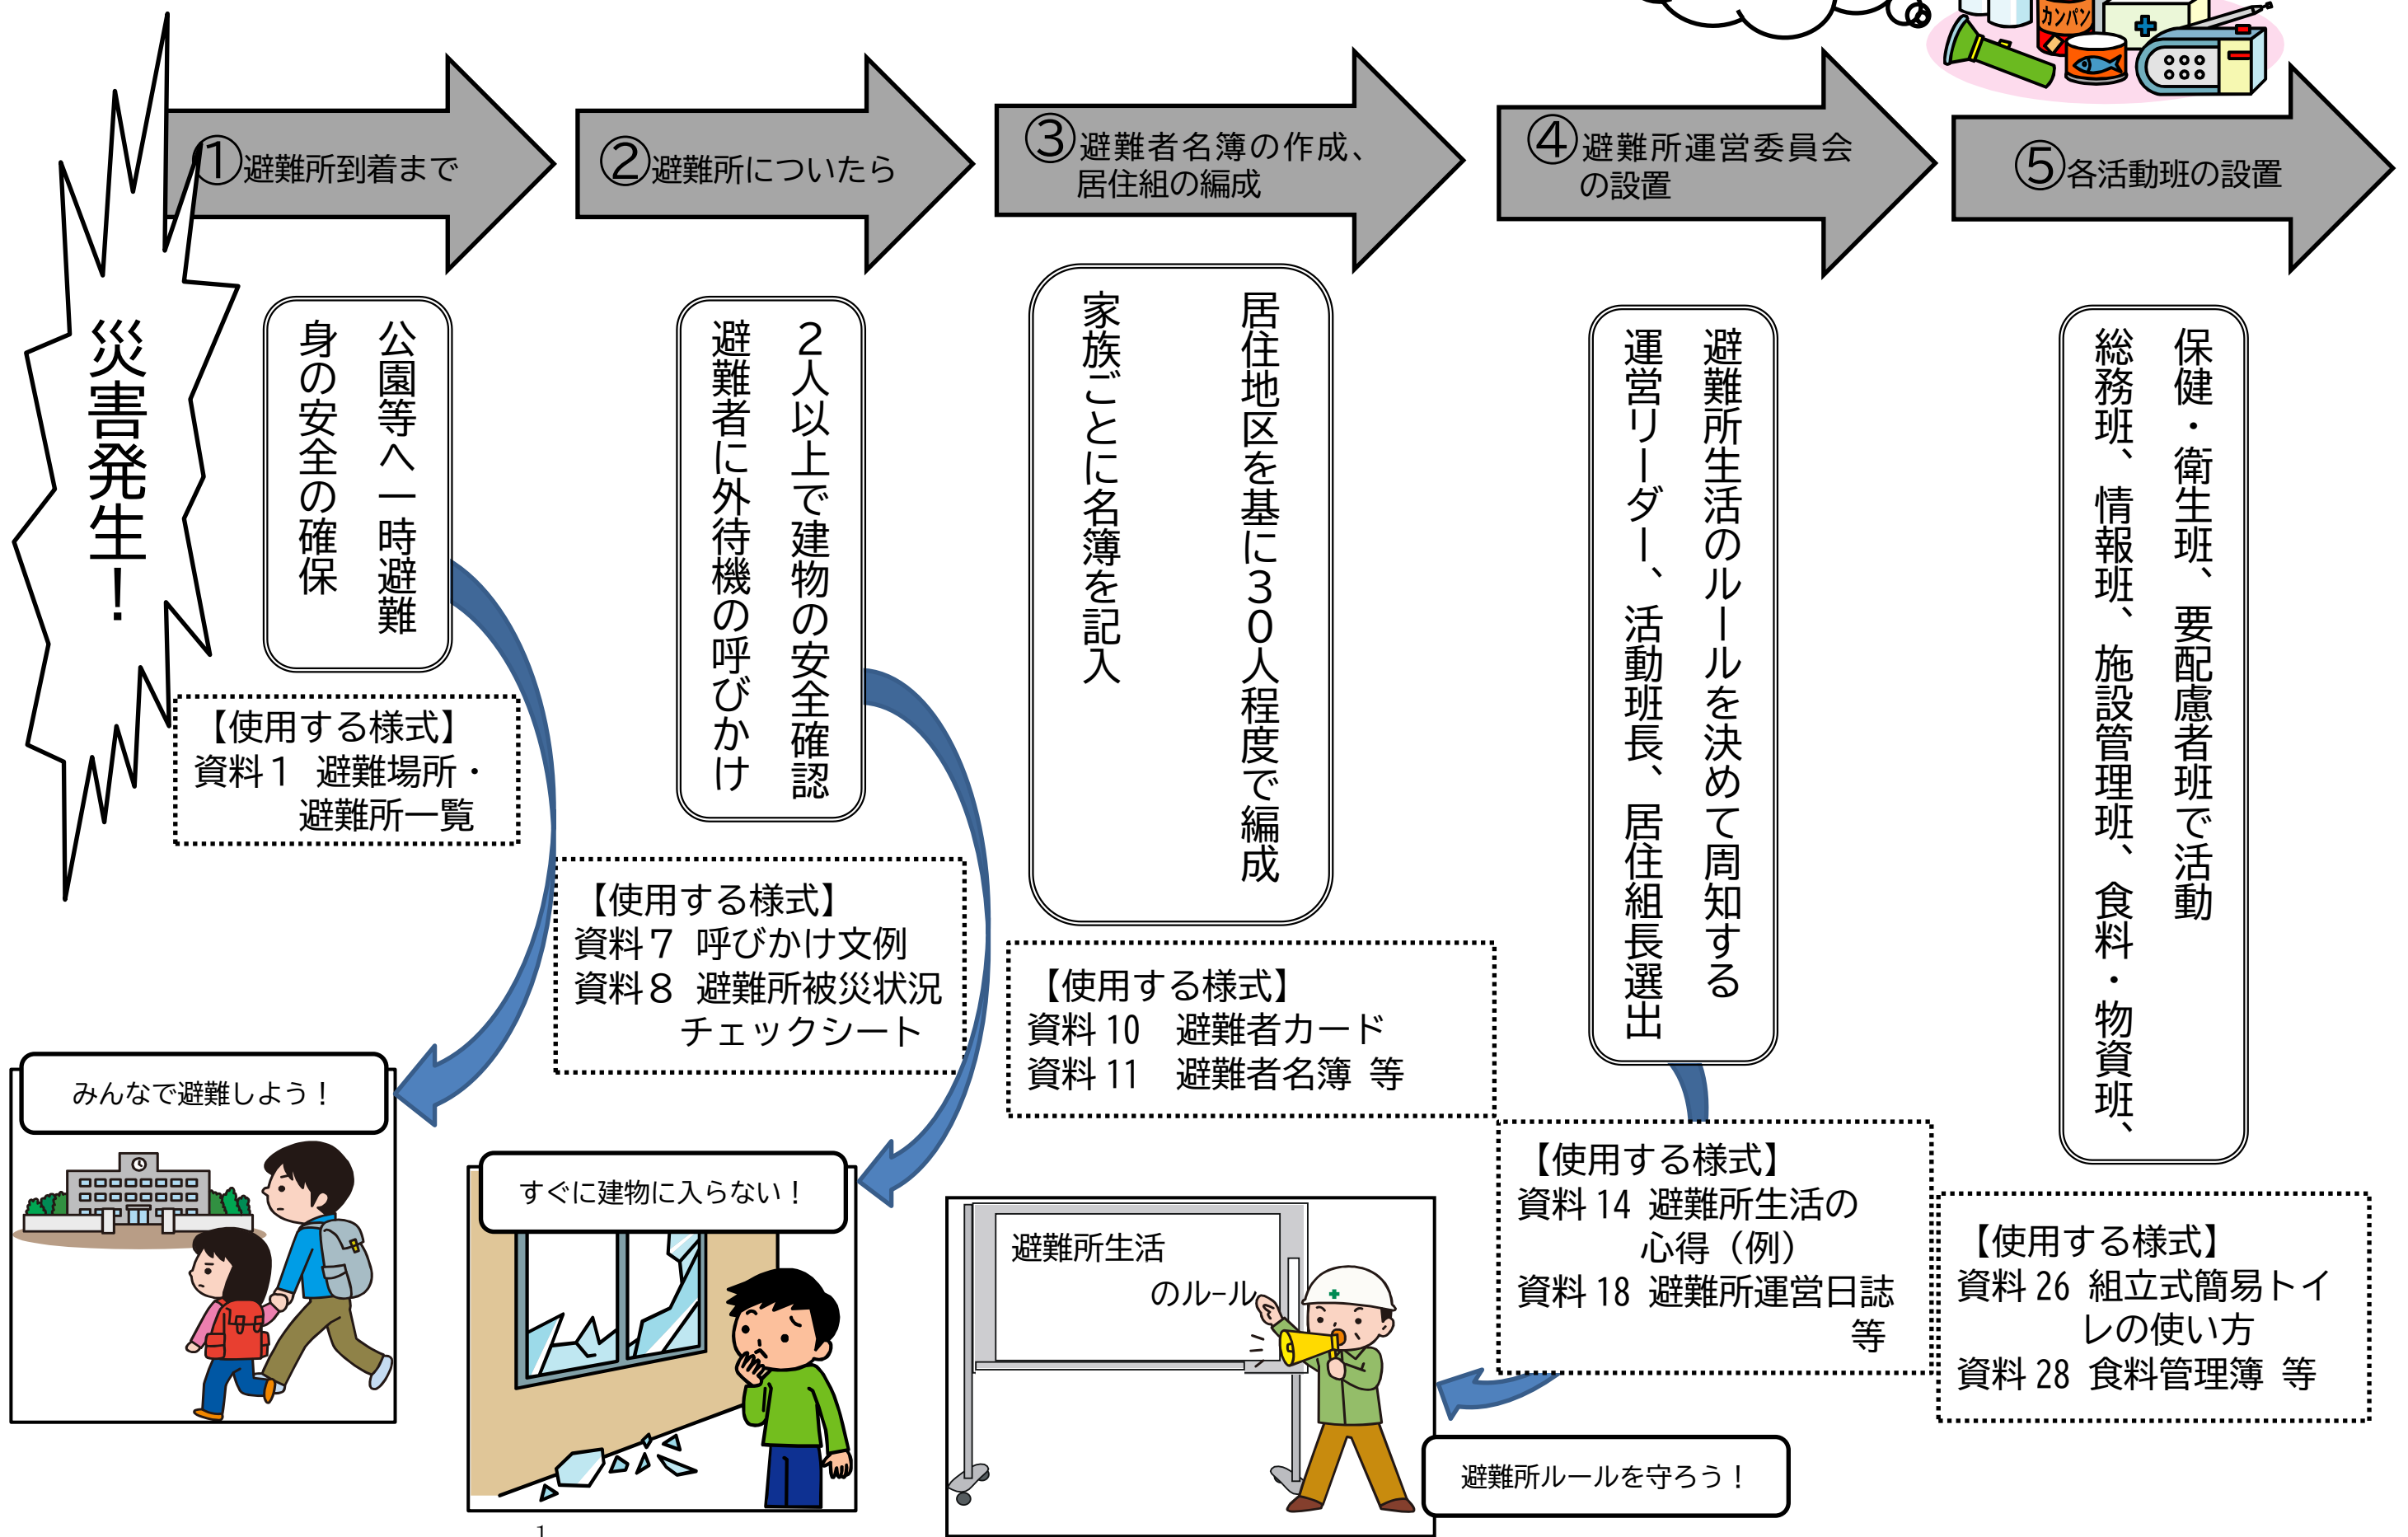 カンパン
災害発生！
①避難所到着まで
②避難所についたら
③避難者名簿の作成、
居住組の編成
④避難所運営委員会
の設置
⑤各活動班の設置
公園等へ一時避難
身の安全の確保
【使用する様式】
資料１ 避難場所・
避難所一覧
２人以上で建物の安全確認
避難者に外待機の呼びかけ
【使用する様式】
資料７ 呼びかけ文例
資料８ 避難所被災状況
チェックシート
居住地区を基に３０人程度で編成
家族ごとに名簿を記入
【使用する様式】
資料10 避難者カード
資料11 避難者名簿 等
避難所生活のルールを決めて周知する
運営リーダー、活動班長、居住組長選出
【使用する様式】
資料14 避難所生活の
心得（例）
資料18 避難所運営日誌
等
保健・衛生班、要配慮者班で活動
総務班、情報班、施設管理班、食料・物資班、
【使用する様式】
資料26 組立式簡易トイ
レの使い方
資料28 食料管理簿 等
みんなで避難しよう！
すぐに建物に入らない！
避難所生活
のルール
避難所ルールを守ろう！
1